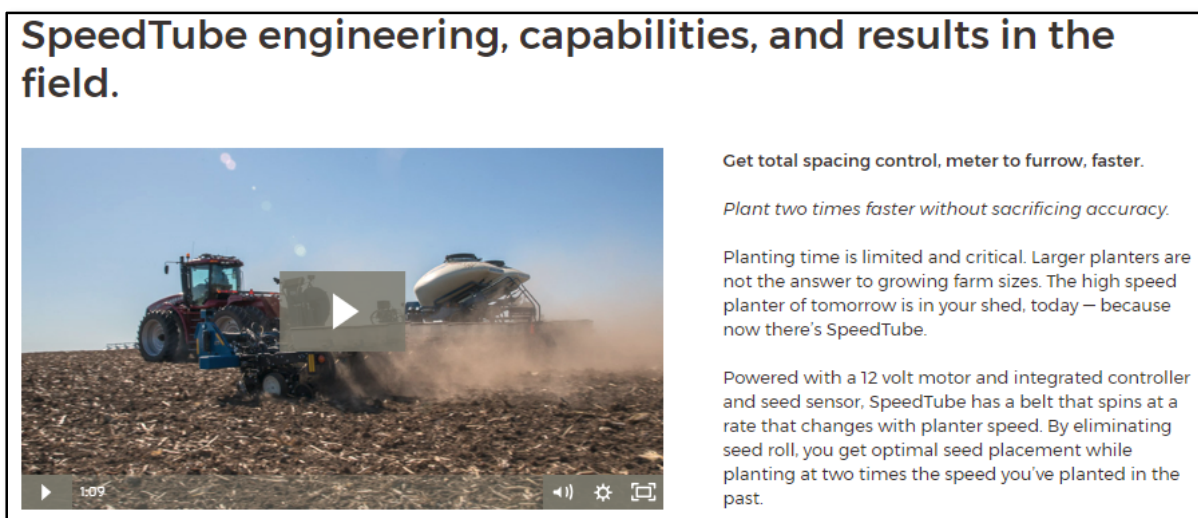 SpeedTube engineering, capabilities, and results in the
field.
Get total spacing control, meter to furrow, faster.
Plant two times faster without sacrificing accuracy.
Planting time is limited and critical. Larger planters are
not the answer to growing farm sizes. The high speed
planter of tomorrow is in your shed, today — because
now there's SpeedTube.
Powered with a 12 volt motor and integrated controller
and seed sensor, SpeedTube has a belt that spins at a
rate that changes with planter speed. By eliminating
seed roll, you get optimal seed placement while
planting at two times the speed you've planted in the
past.
1:09